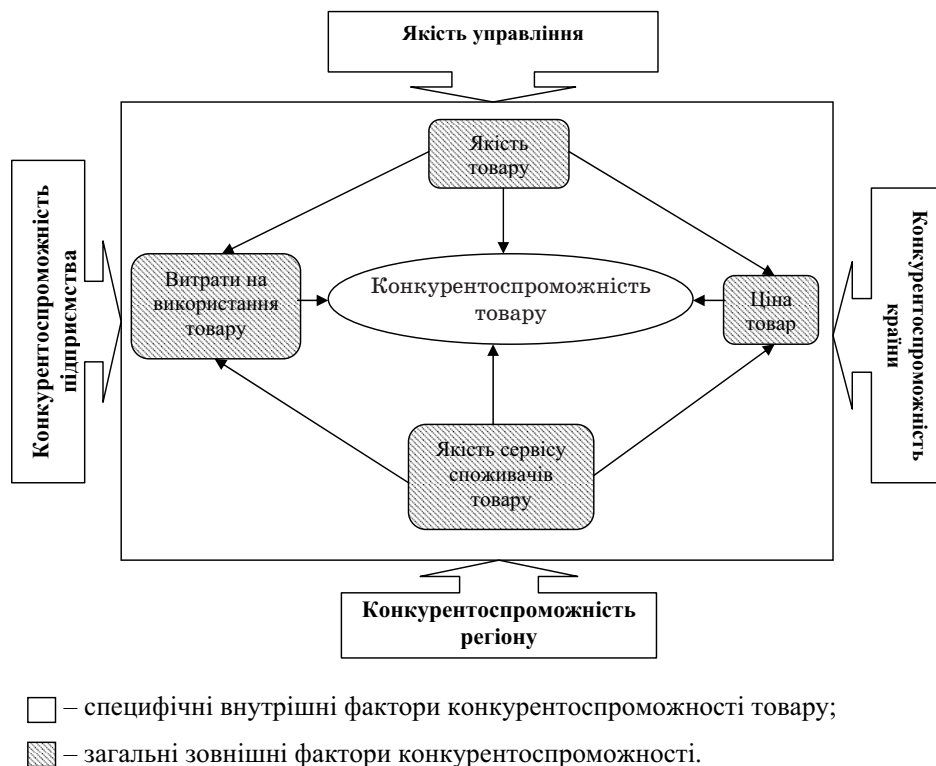 Якість управління
Якість
товару
Конкурентоспроможність
підприємства
Витрати на
використання
товару
Конкурентоспроможність
товару
Ціна
товар
Конкурентоспроможність
країни
Якість сервісу
споживачів
товару
Конкурентоспроможність
регіону
– специфічні внутрішні фактори конкурентоспроможності товару;
– загальні зовнішні фактори конкурентоспроможності.